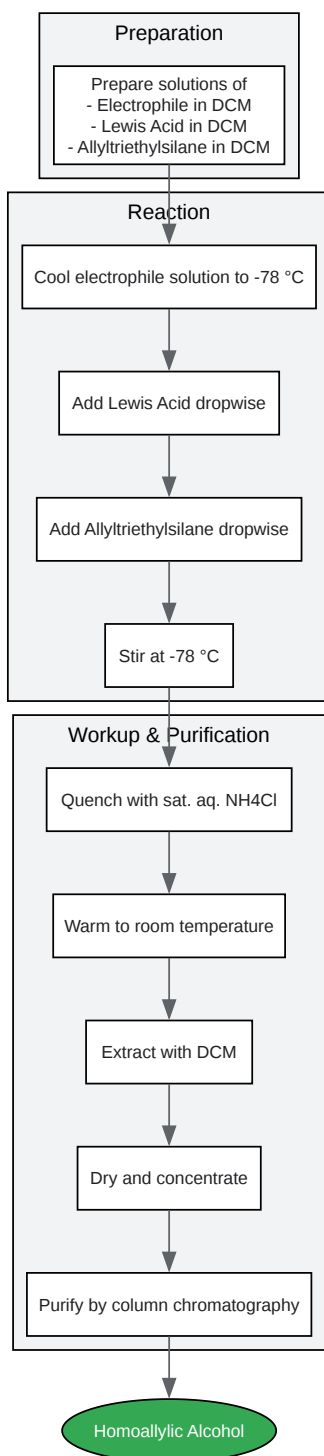 Preparation
Prepare solutions of
- Electrophile in DCM
- Lewis Acid in DCM
- Allyltriethylsilane in DCM
Reaction
Cool electrophile solution to -78 °C
Add Lewis Acid dropwise
Add Allyltriethylsilane dropwise
Stir at -78 °C
Workup & Purification
Quench with sat. aq. NH4Cl
Warm to room temperature
Extract with DCM
Dry and concentrate
Purify by column chromatography
Homoallylic Alcohol